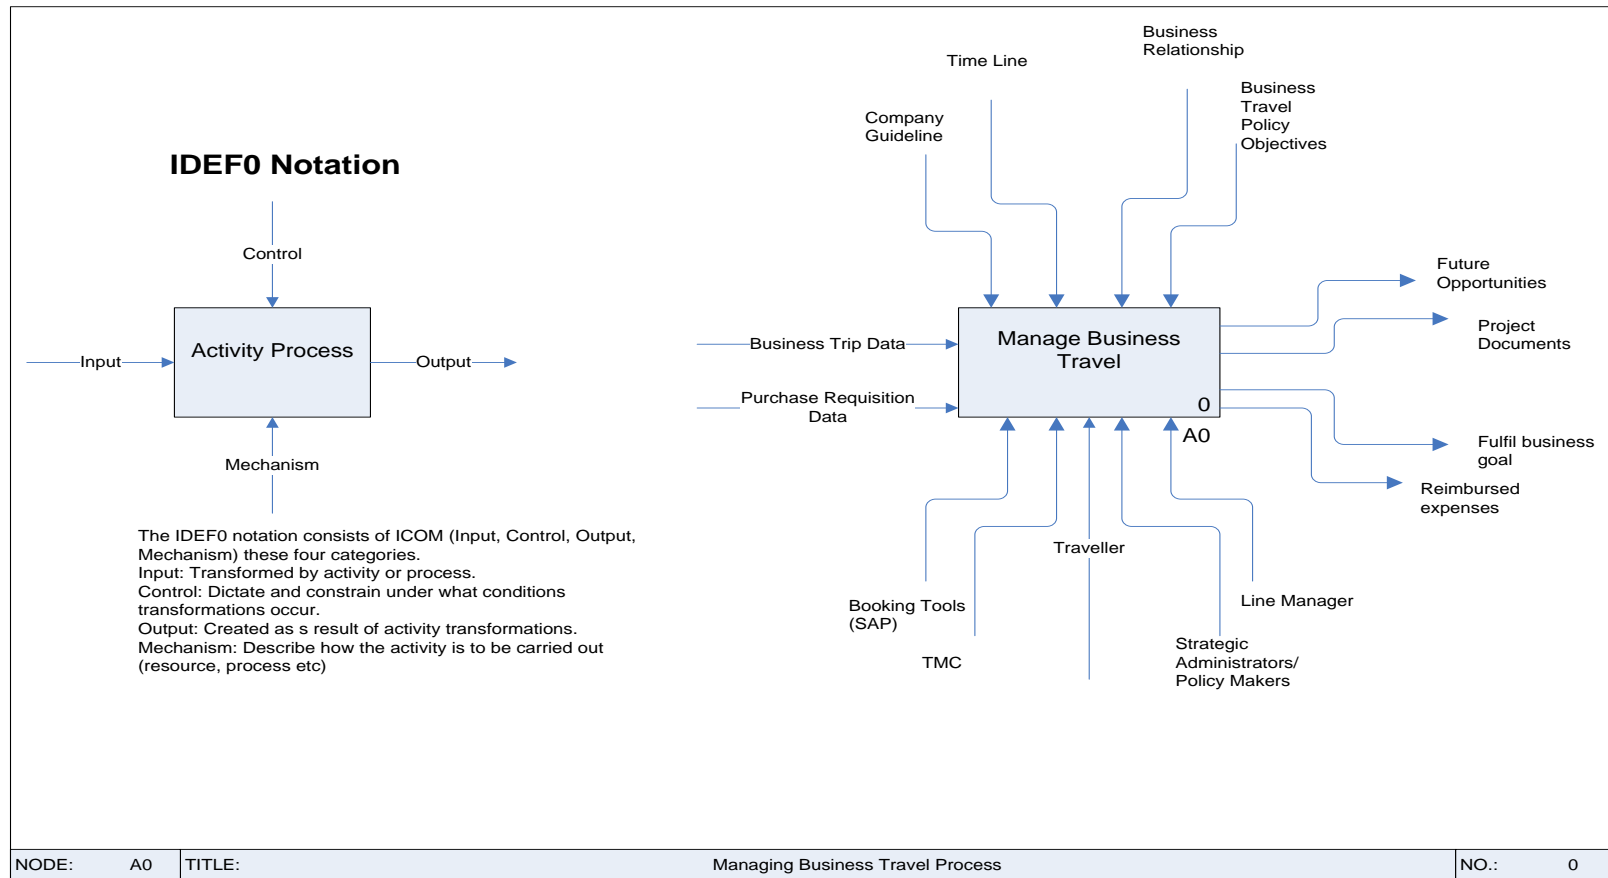 IDEF0 Notation
Control
Input
Activity Process
Output
Mechanism
The IDEF0 notation consists of ICOM (Input, Control, Output,
Mechanism) these four categories.
Input: Transformed by activity or process.
Control: Dictate and constrain under what conditions
transformations occur.
Output: Created as s result of activity transformations.
Mechanism: Describe how the activity is to be carried out
(resource, process etc)
Company
Guideline
Time Line
Business
Relationship
Business
Travel
Policy
Objectives
Business Trip Data
Purchase Requisition
Data
Manage Business
Travel
0
A0
Future
Opportunities
Project
Documents
Fulfil business
goal
Reimbursed
expenses
Booking Tools
(SAP)
TMC
Traveller
Strategic
Administrators/
Policy Makers
Line Manager
NODE: A0 TITLE: Managing Business Travel Process NO.: 0